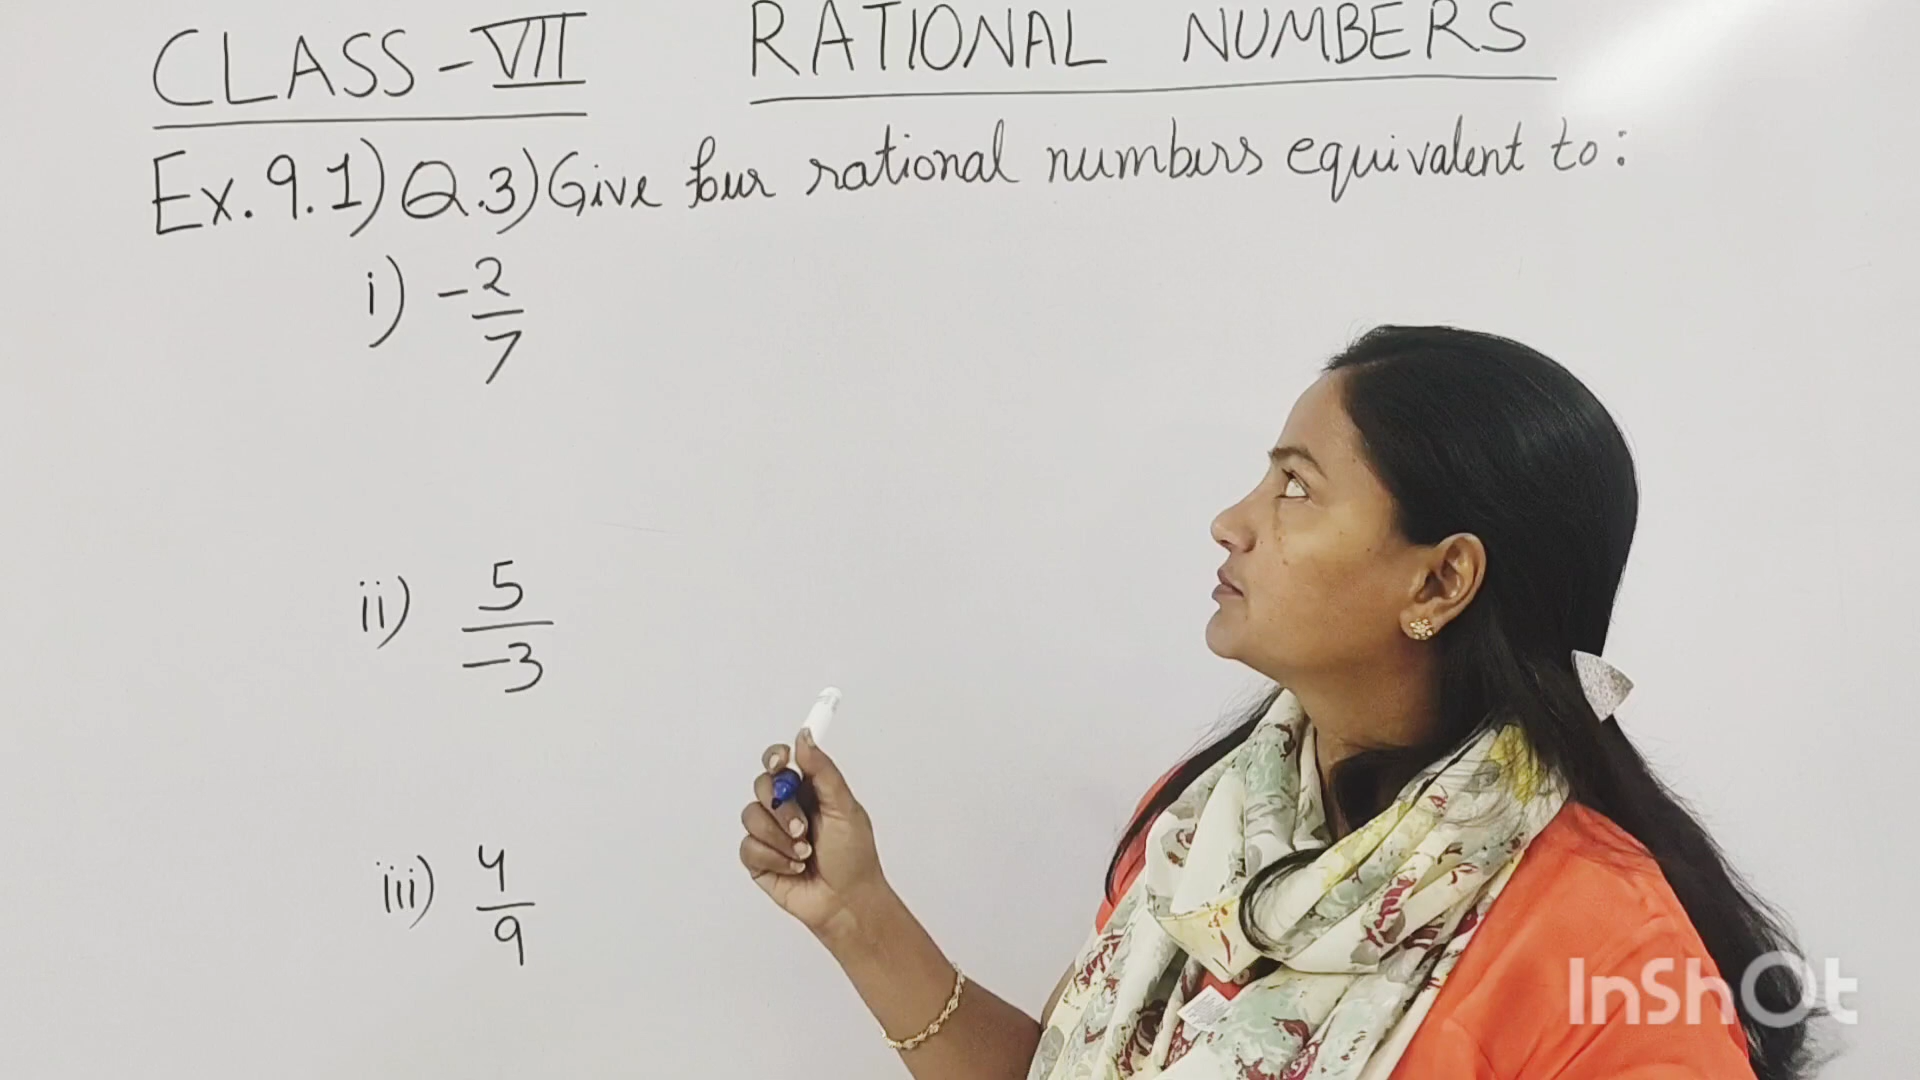 CLASS-VII RATIONAL NUMBERS
Ex.9.1) Q.3) Give four rational numbers equivalent to:
i) -2/7
ii) 5/-3
iii) 4/9
InShOt